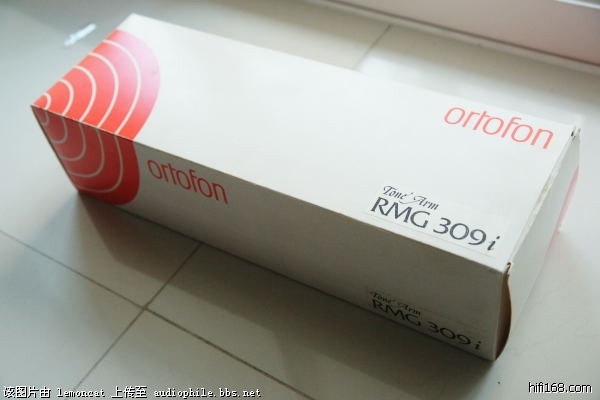 ortofon
ortofon
Tone Arm
RMG 309i
Tone Arm
RMG 309i
该图片由 lemoncat 上传至 audiophile.bbs.net
hifi168.com